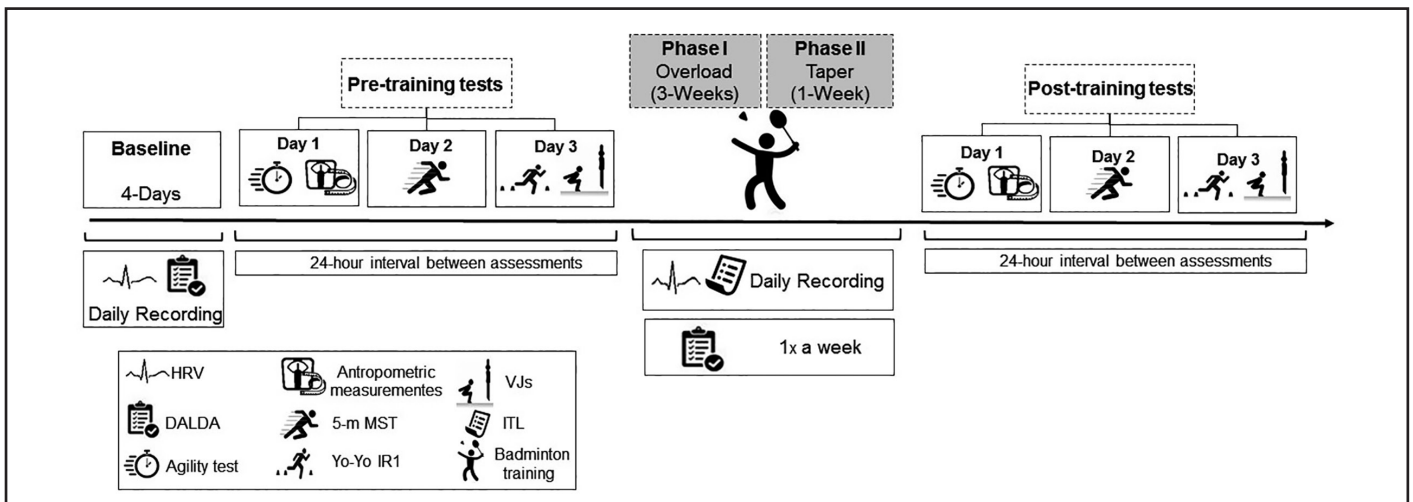 Phase I
Overload
(3-Weeks)
Phase II
Taper
(1-Week)
Pre-training tests
Post-training tests
Baseline
4-Days
Day 1
Day 2
Day 3
Day 1
Day 2
Day 3
24-hour interval between assessments
24-hour interval between assessments
Daily Recording
Daily Recording
1x a week
HRV
Antropometric
measurementes
VJs
DALDA
5-m MST
ITL
Agility test
Yo-Yo IR1
Badminton
training